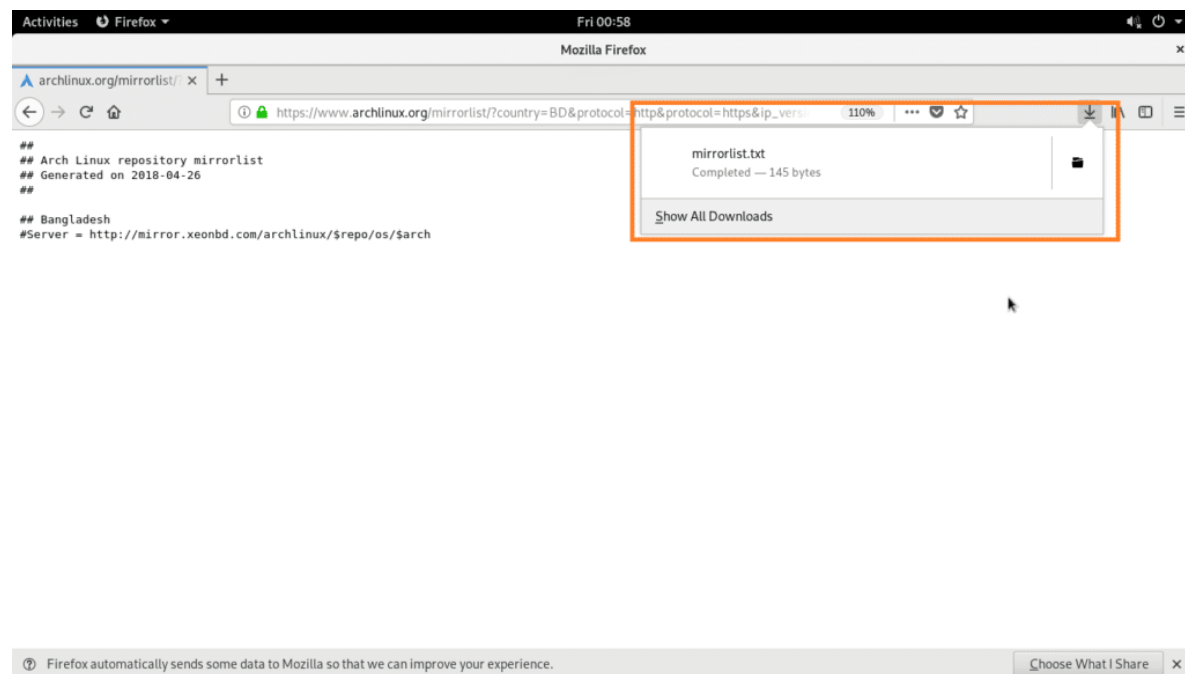 Activities Firefox Fri 00:58
Mozilla Firefox
archlinux.org/mirrorlist/
https://www.archlinux.org/mirrorlist/?country=BD&protocol=http&protocol=https&ip_versi 110%
##
## Arch Linux repository mirrorlist
## Generated on 2018-04-26
##
## Bangladesh
#Server = http://mirror.xeonbd.com/archlinux/$repo/os/$arch
mirrorlist.txt
Completed — 145 bytes
Show All Downloads
Firefox automatically sends some data to Mozilla so that we can improve your experience. Choose What I Share